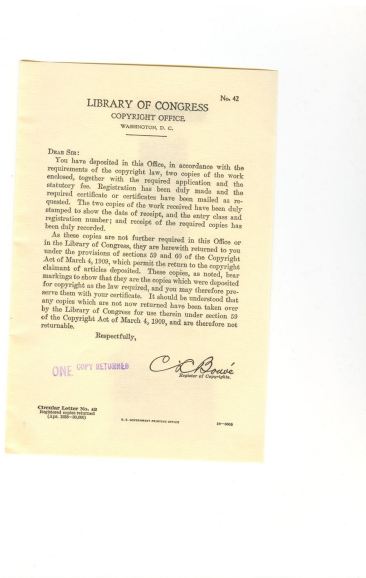 No. 42
LIBRARY OF CONGRESS
COPYRIGHT OFFICE
WASHINGTON, D. C.
DEAR SIR:
You have deposited in this Office, in accordance with the
requirements of the copyright law, two copies of the work
enclosed, together with the required application and the
statutory fee. Registration has been duly made and the
required certificate or certificates have been mailed as re-
quested. The two copies of the work received have been duly
stamped to show the date of receipt, and the entry class and
registration number; and receipt of the required copies has
been duly recorded.
As these copies are not further required in this Office or
in the Library of Congress, they are herewith returned to you
under the provisions of sections 59 and 60 of the Copyright
Act of March 4, 1909, which permit the return to the copyright
claimant of articles deposited. These copies, as noted, bear
markings to show that they are the copies which were deposited
for copyright as the law required, and you may therefore pre-
serve them with your certificate. It should be understood that
any copies which are not now returned have been taken over
by the Library of Congress for use therein under section 59
of the Copyright Act of March 4, 1909, and are therefore not
returnable.
Respectfully,
ONE COPY RETURNED
C L Bouvé
Register of Copyrights.
Circular Letter No. 42
Registered copies returned
U. S. GOVERNMENT PRINTING OFFICE